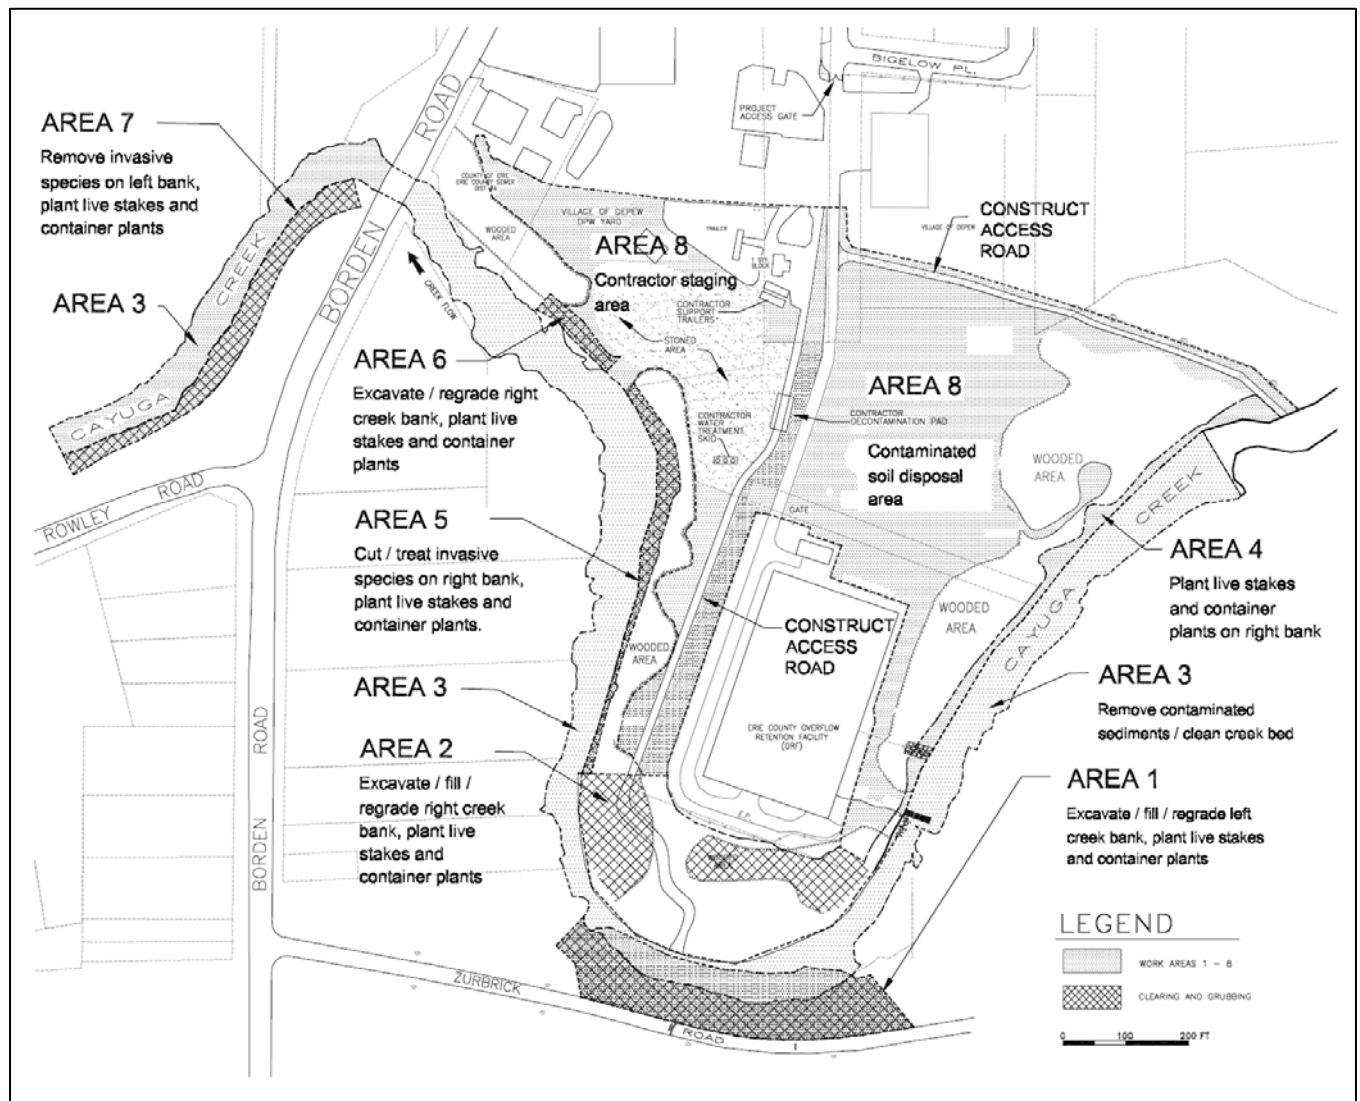 BIGELOW PL.
PROJECT
ACCESS GATE
AREA 7
Remove invasive
species on left bank,
plant live stakes and
container plants
ROAD
BORDEN
COUNTY OF ERIE
ERIE COUNTY SEWER
WOODED
AREA
VILLAGE OF DEPEW
DPW YARD
TRAILER
CONSTRUCT
ACCESS
ROAD
VILLAGE OF DEPEW
AREA 8
Contractor staging
area
CONTRACTOR
SUPPORT
TRAILERS
STONED
AREA
CREEK FLOW
AREA 3
CAYUGA CREEK
AREA 6
Excavate / regrade right
creek bank, plant live
stakes and container
plants
AREA 8
CONTRACTOR
DECONTAMINATION PAD
Contaminated
soil disposal
area
CONTRACTOR
WATER
TREATMENT
SKID
WOODED
AREA
ROWLEY ROAD
GATE
CAYUGA CREEK
AREA 5
Cut / treat invasive
species on right bank,
plant live stakes and
container plants.
AREA 4
Plant live stakes
and container
plants on right bank
WOODED
AREA
CONSTRUCT
ACCESS
ROAD
WOODED
AREA
AREA 3
AREA 3
Remove contaminated
sediments / clean creek bed
BORDEN ROAD
ERIE COUNTY OVERFLOW
RETENTION FACILITY
(ORF)
AREA 2
Excavate / fill /
regrade right creek
bank, plant live
stakes and
container plants
E.P.
AREA 1
Excavate / fill / regrade left
creek bank, plant live stakes
and container plants
ZURBRICK ROAD
LEGEND
WORK AREAS 1 - 8
CLEARING AND GRUBBING
0 100 200 FT